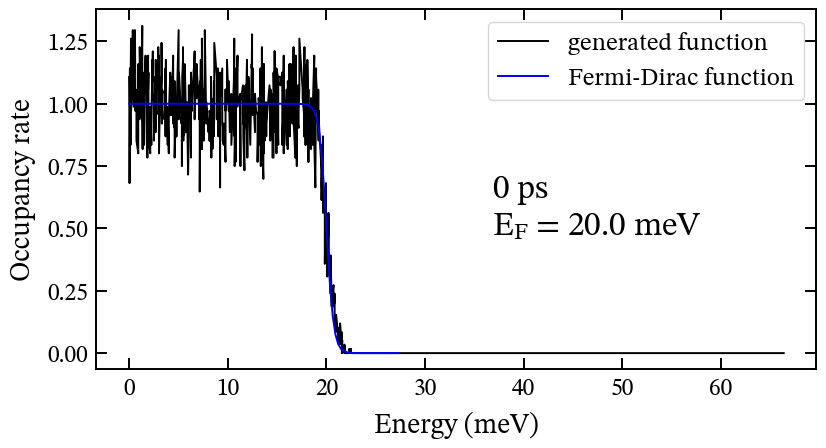 generated function
Fermi-Dirac function
0 ps
E_F = 20.0 meV
Occupancy rate
1.25
1.00
0.75
0.50
0.25
0.00
0 10 20 30 40 50 60
Energy (meV)